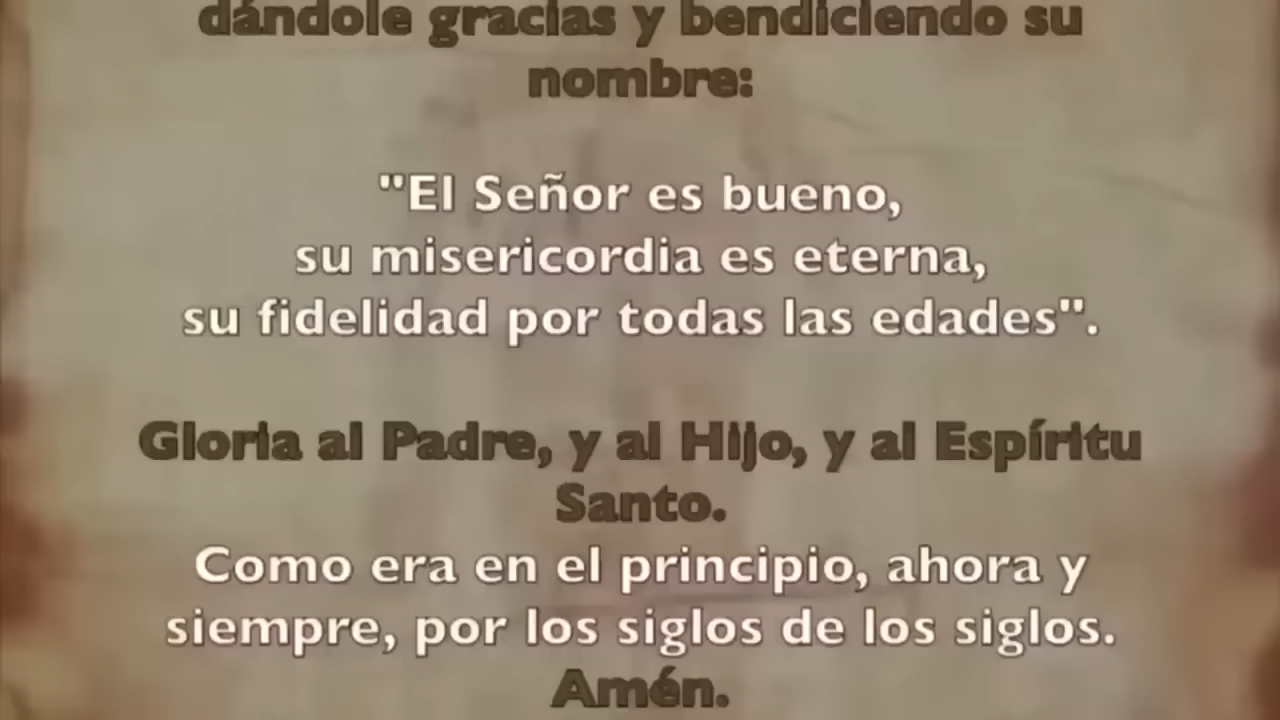 dándole gracias y bendiciendo su
nombre:
"El Señor es bueno,
su misericordia es eterna,
su fidelidad por todas las edades".
Gloria al Padre, y al Hijo, y al Espíritu
Santo.
Como era en el principio, ahora y
siempre, por los siglos de los siglos.
Amén.